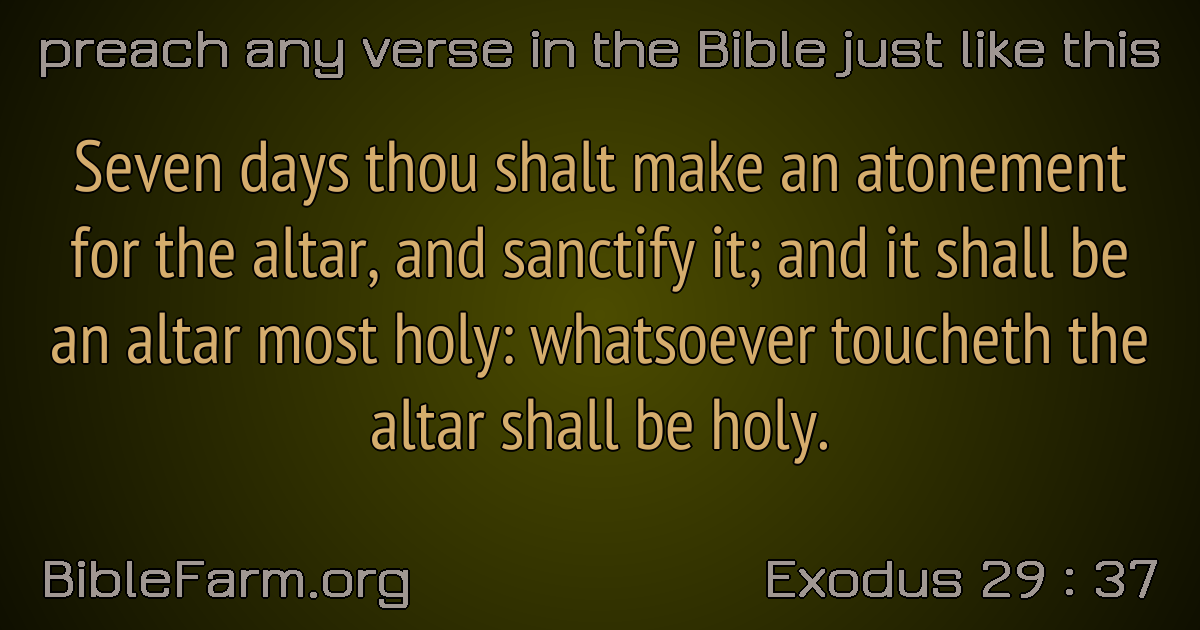 preach any verse in the Bible just like this
Seven days thou shalt make an atonement
for the altar, and sanctify it; and it shall be
an altar most holy: whatsoever toucheth the
altar shall be holy.
BibleFarm.org
Exodus 29 : 37